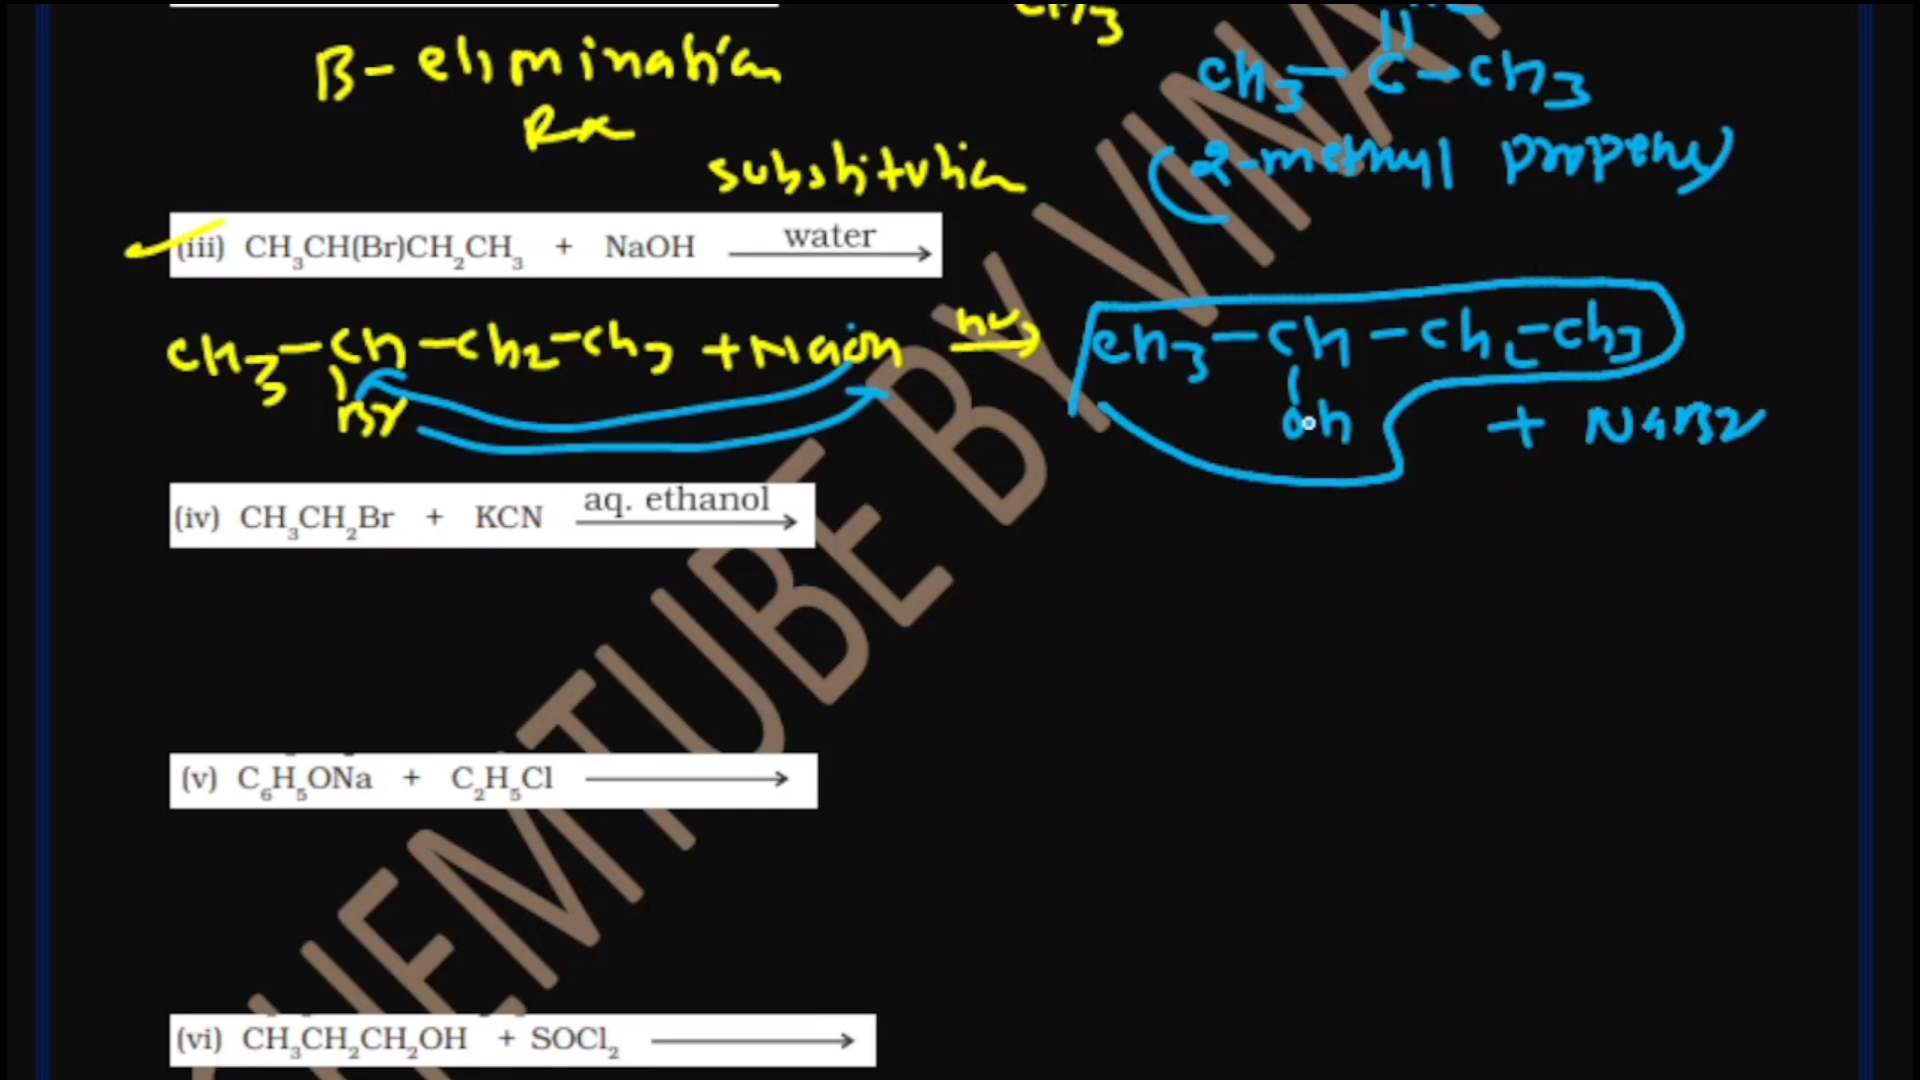 CH3
β-elimination
Rx
CH3-C-CH3
(2-methyl propene)
substitution
(iii) CH₃CH(Br)CH₂CH₃ + NaOH water
CH3-CH-CH2-CH3 + NaOH
Br
CH3-CH-CH2-CH3
OH
+ NaBr
(iv) CH₃CH₂Br + KCN aq. ethanol
(v) C₆H₅ONa + C₂H₅Cl
(vi) CH₃CH₂CH₂OH + SOCl₂
CHEMTUBE BY VINA